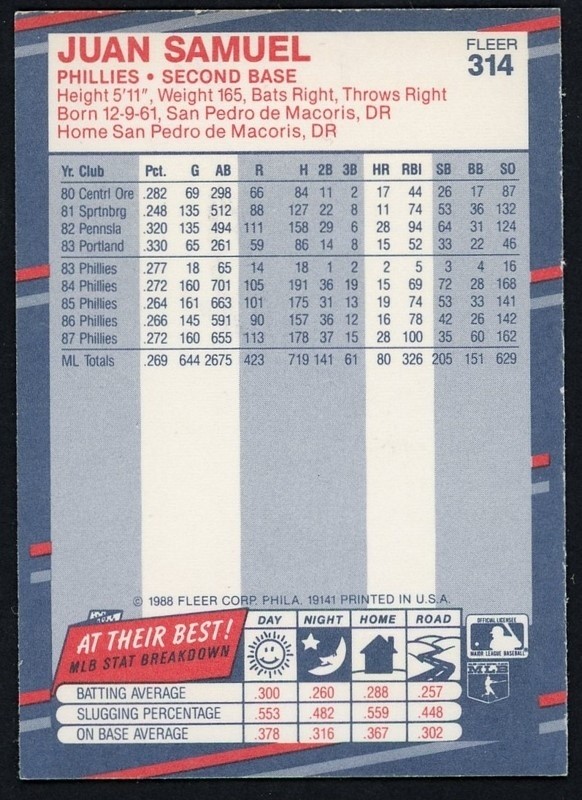 JUAN SAMUEL
FLEER
314
PHILLIES • SECOND BASE
Height 5'11", Weight 165, Bats Right, Throws Right
Born 12-9-61, San Pedro de Macoris, DR
Home San Pedro de Macoris, DR
Yr. Club Pct. G AB R H 2B 3B HR RBI SB BB SO
80 Centrl Ore .282 69 298 66 84 11 2 17 44 26 17 87
81 Sprtnbrg .248 135 512 88 127 22 8 11 74 53 36 132
82 Pennsla .320 135 494 111 158 29 6 28 94 64 31 124
83 Portland .330 65 261 59 86 14 8 15 52 33 22 46
83 Phillies .277 18 65 14 18 1 2 2 5 3 4 16
84 Phillies .272 160 701 105 191 36 19 15 69 72 28 168
85 Phillies .264 161 663 101 175 31 13 19 74 53 33 141
86 Phillies .266 145 591 90 157 36 12 16 78 42 26 142
87 Phillies .272 160 655 113 178 37 15 28 100 35 60 162
ML Totals .269 644 2675 423 719 141 61 80 326 205 151 629
© 1988 FLEER CORP. PHILA. 19141 PRINTED IN U.S.A.
AT THEIR BEST!
MLB STAT BREAKDOWN
DAY NIGHT HOME ROAD
BATTING AVERAGE .300 .260 .288 .257
SLUGGING PERCENTAGE .553 .482 .559 .448
ON BASE AVERAGE .378 .316 .367 .302
OFFICIAL LICENSEE
MAJOR LEAGUE BASEBALL
MLB